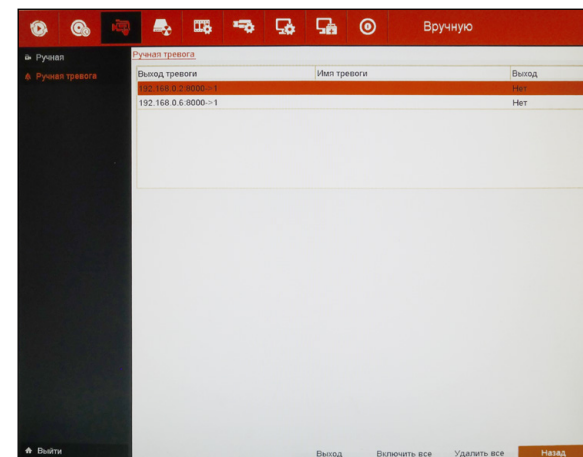 Вручную
Ручная
Ручная тревога
Ручная тревога
Выход тревоги Имя тревоги Выход
192.168.0.2:8000->1 Нет
192.168.0.6:8000->1 Нет
Выйти
Выход Включить все Удалить все Назад